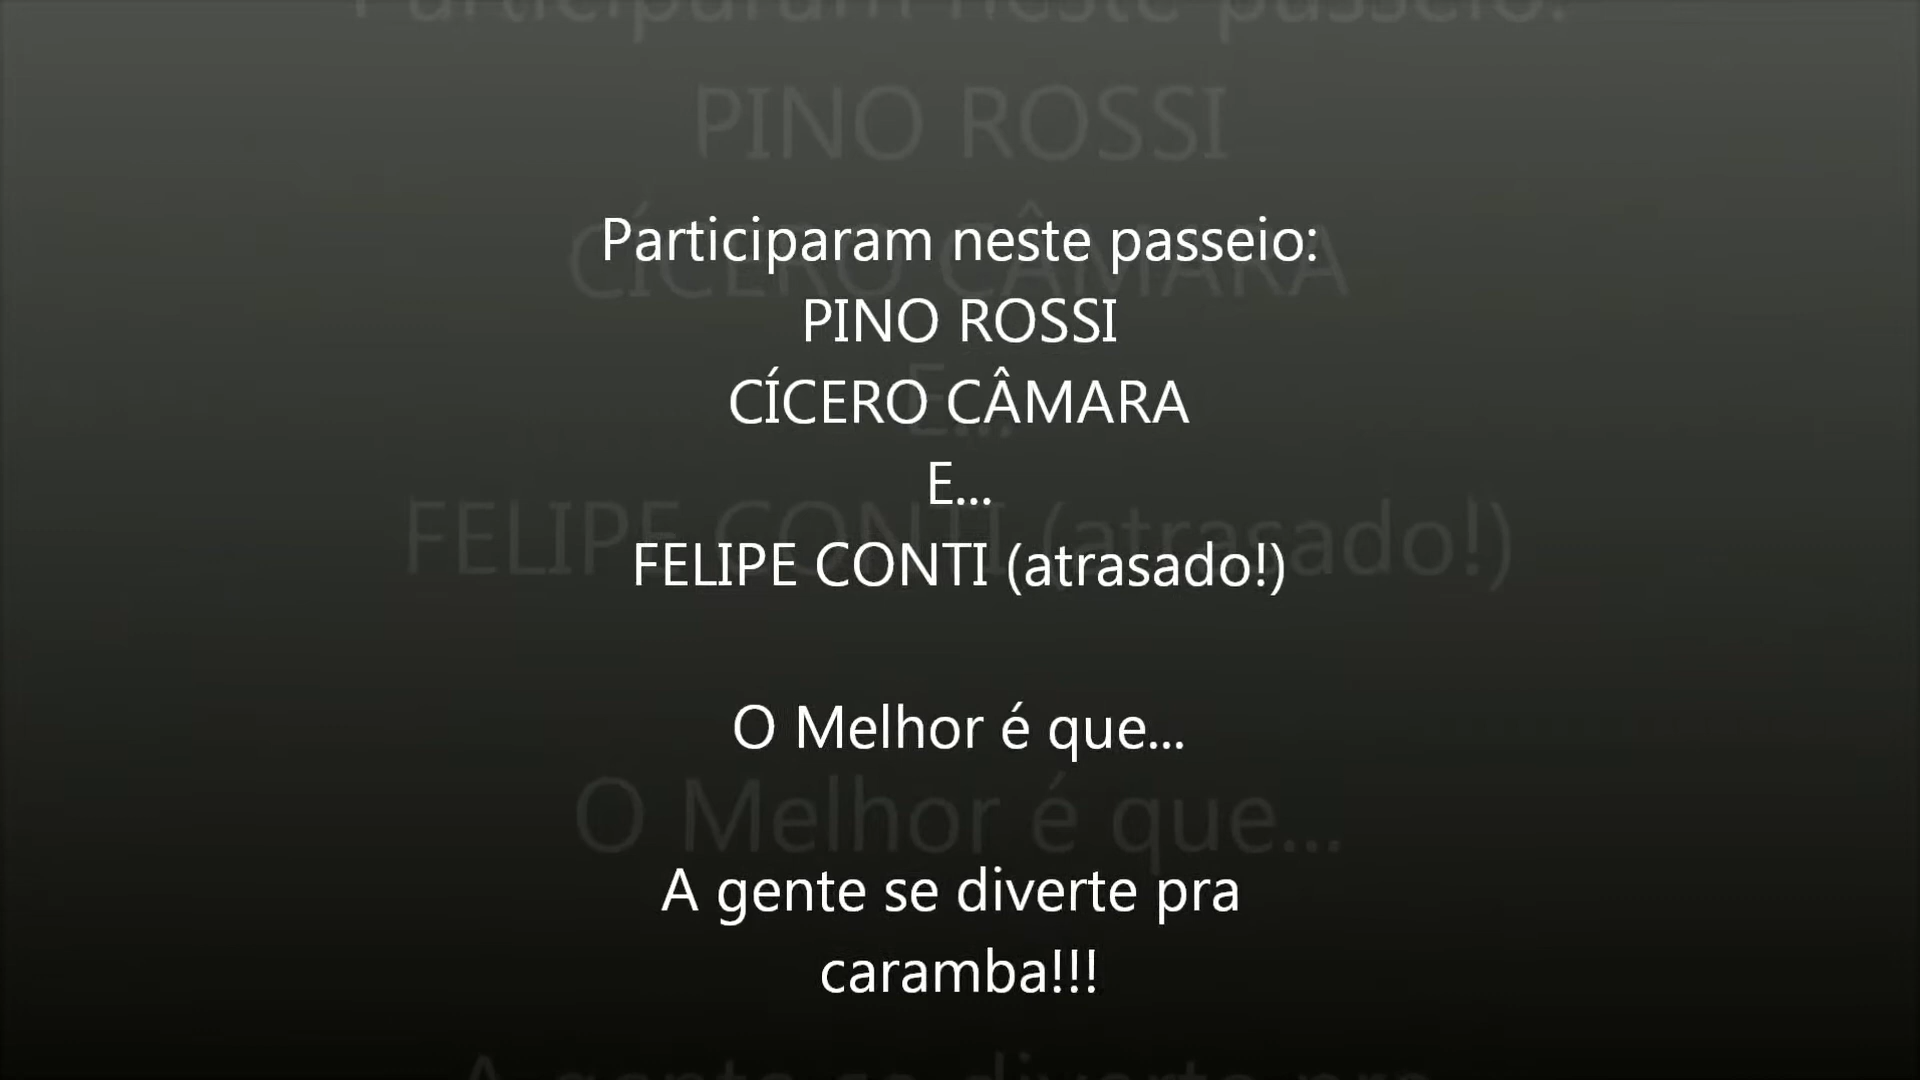 Participaram neste passeio:
PINO ROSSI
CÍCERO CÂMARA
E...
FELIPE CONTI (atrasado!)
O Melhor é que...
A gente se diverte pra
caramba!!!